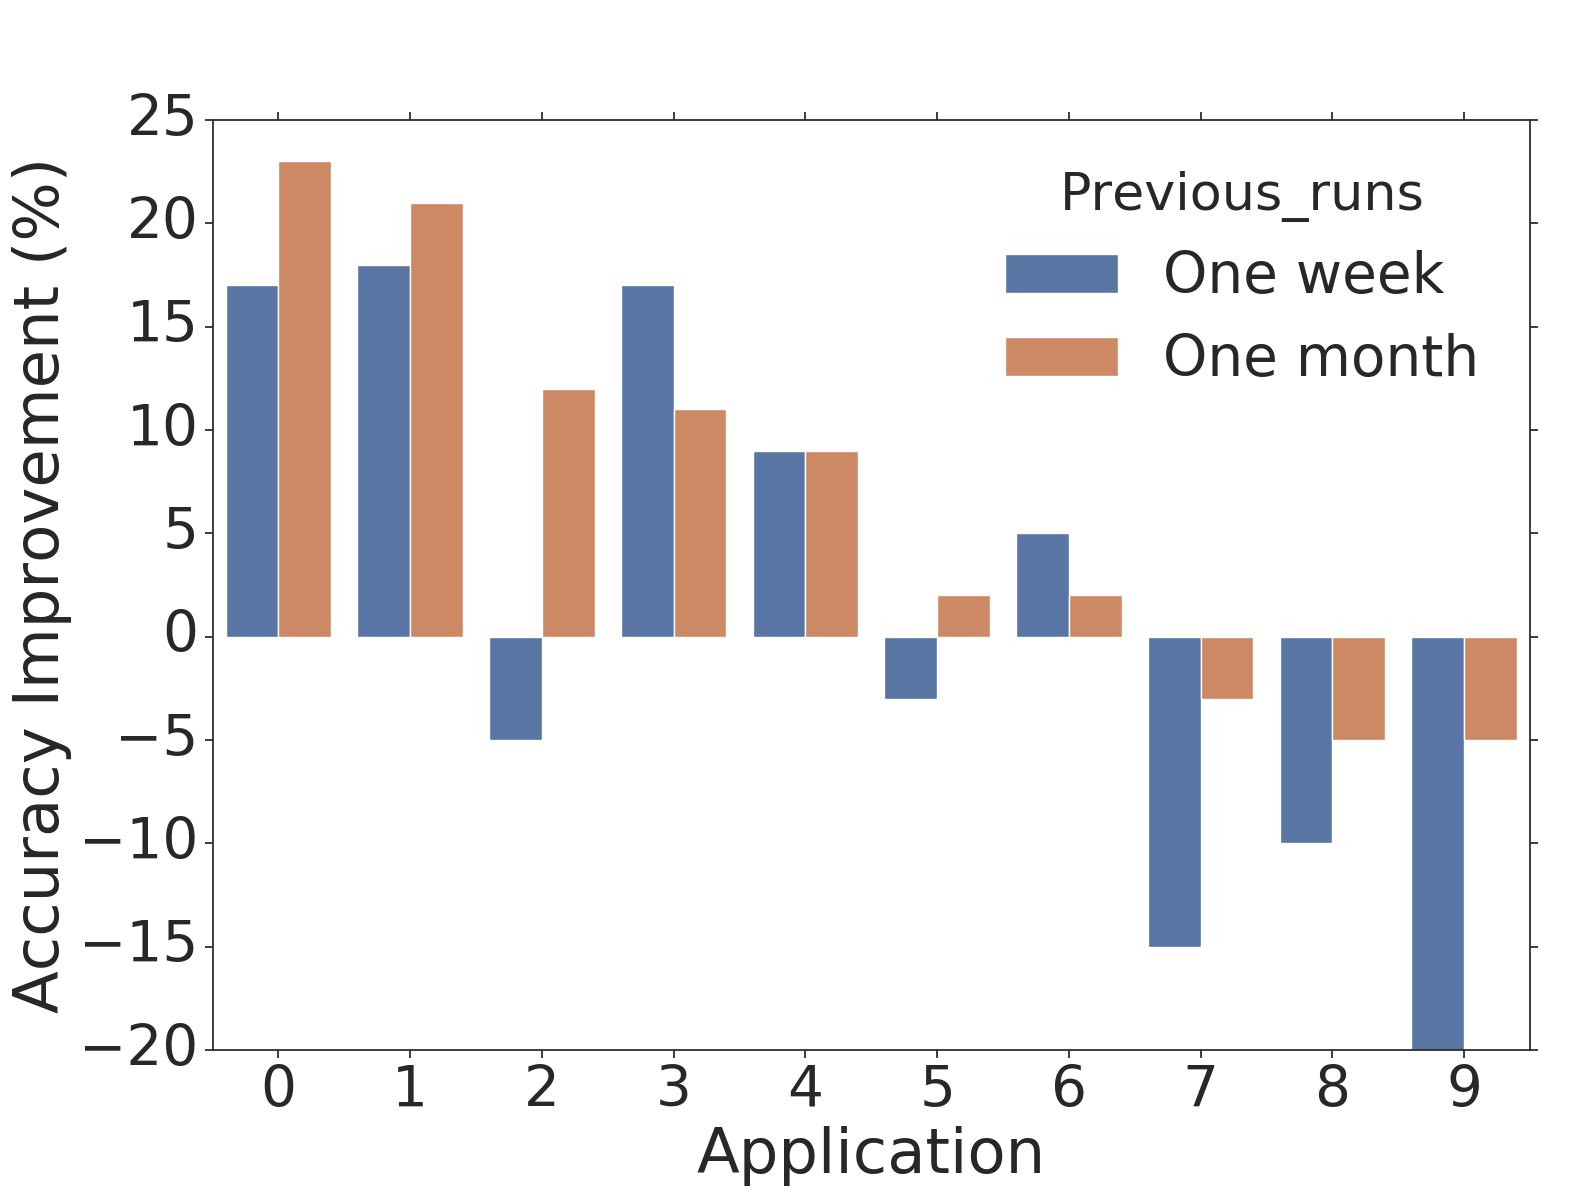 Accuracy Improvement (%)
25
20
15
10
5
0
−5
−10
−15
−20
Previous_runs
One week
One month
0 1 2 3 4 5 6 7 8 9
Application